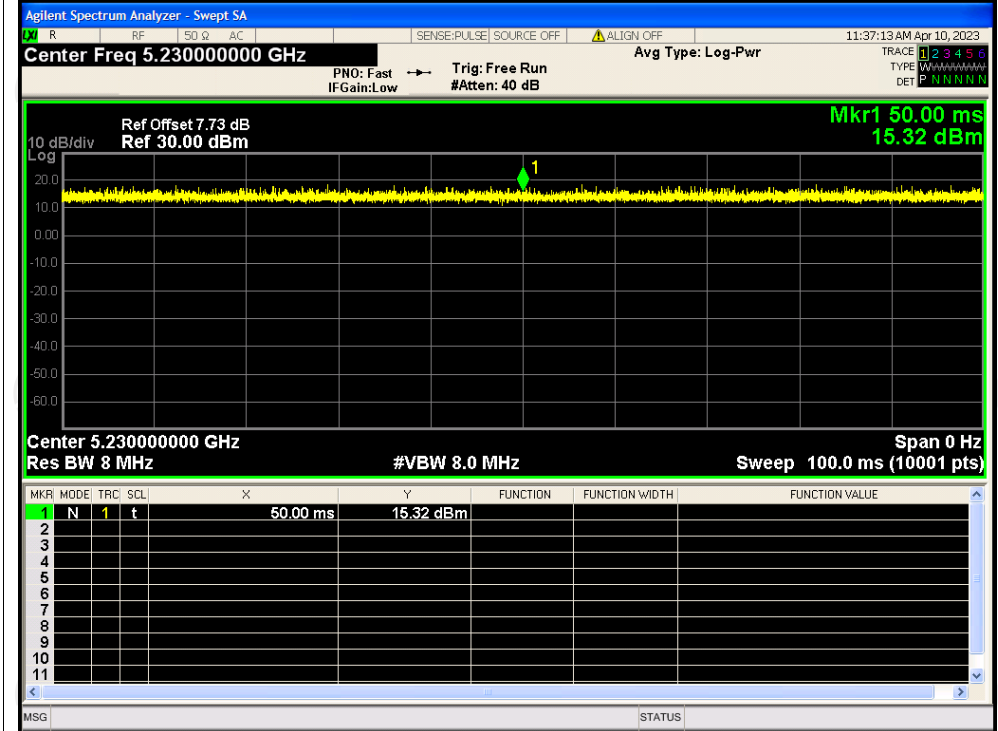 Agilent Spectrum Analyzer - Swept SA
LXI R RF 50 Ω AC SENSE:PULSE SOURCE OFF ALIGN OFF 11:37:13 AM Apr 10, 2023
Center Freq 5.230000000 GHz Avg Type: Log-Pwr TRACE 1 2 3 4 5 6
PNO: Fast Trig: Free Run TYPE WWWWWW
IFGain:Low #Atten: 40 dB DET P N N N N N
Mkr1 50.00 ms
Ref Offset 7.73 dB
10 dB/div Ref 30.00 dBm 15.32 dBm
Log
1
20.0
10.0
0.00
-10.0
-20.0
-30.0
-40.0
-50.0
-60.0
Center 5.230000000 GHz Span 0 Hz
Res BW 8 MHz #VBW 8.0 MHz Sweep 100.0 ms (10001 pts)
MKR MODE TRC SCL X Y FUNCTION FUNCTION WIDTH FUNCTION VALUE
1 N 1 t 50.00 ms 15.32 dBm
2
3
4
5
6
7
8
9
10
11
MSG STATUS